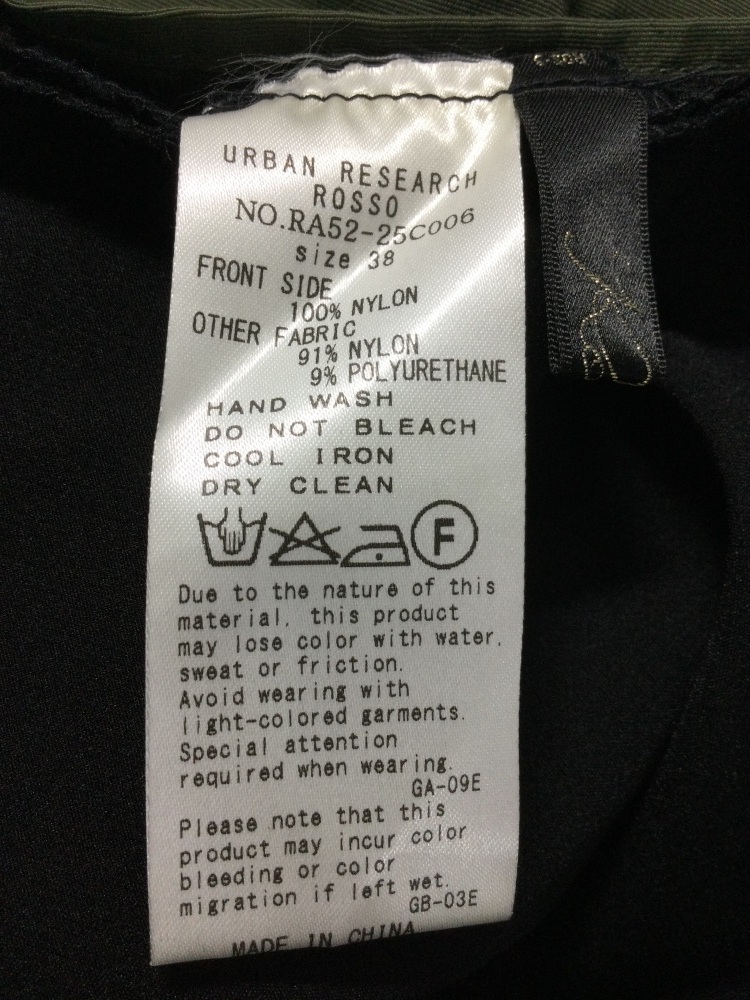 URBAN RESEARCH
ROSSO
NO.RA52-25C006
size 38
FRONT SIDE
100% NYLON
OTHER FABRIC
91% NYLON
9% POLYURETHANE
HAND WASH
DO NOT BLEACH
COOL IRON
DRY CLEAN
F
Due to the nature of this
material, this product
may lose color with water,
sweat or friction.
Avoid wearing with
light-colored garments.
Special attention
required when wearing.
GA-09E
Please note that this
product may incur color
bleeding or color
migration if left wet.
GB-03E
MADE IN CHINA